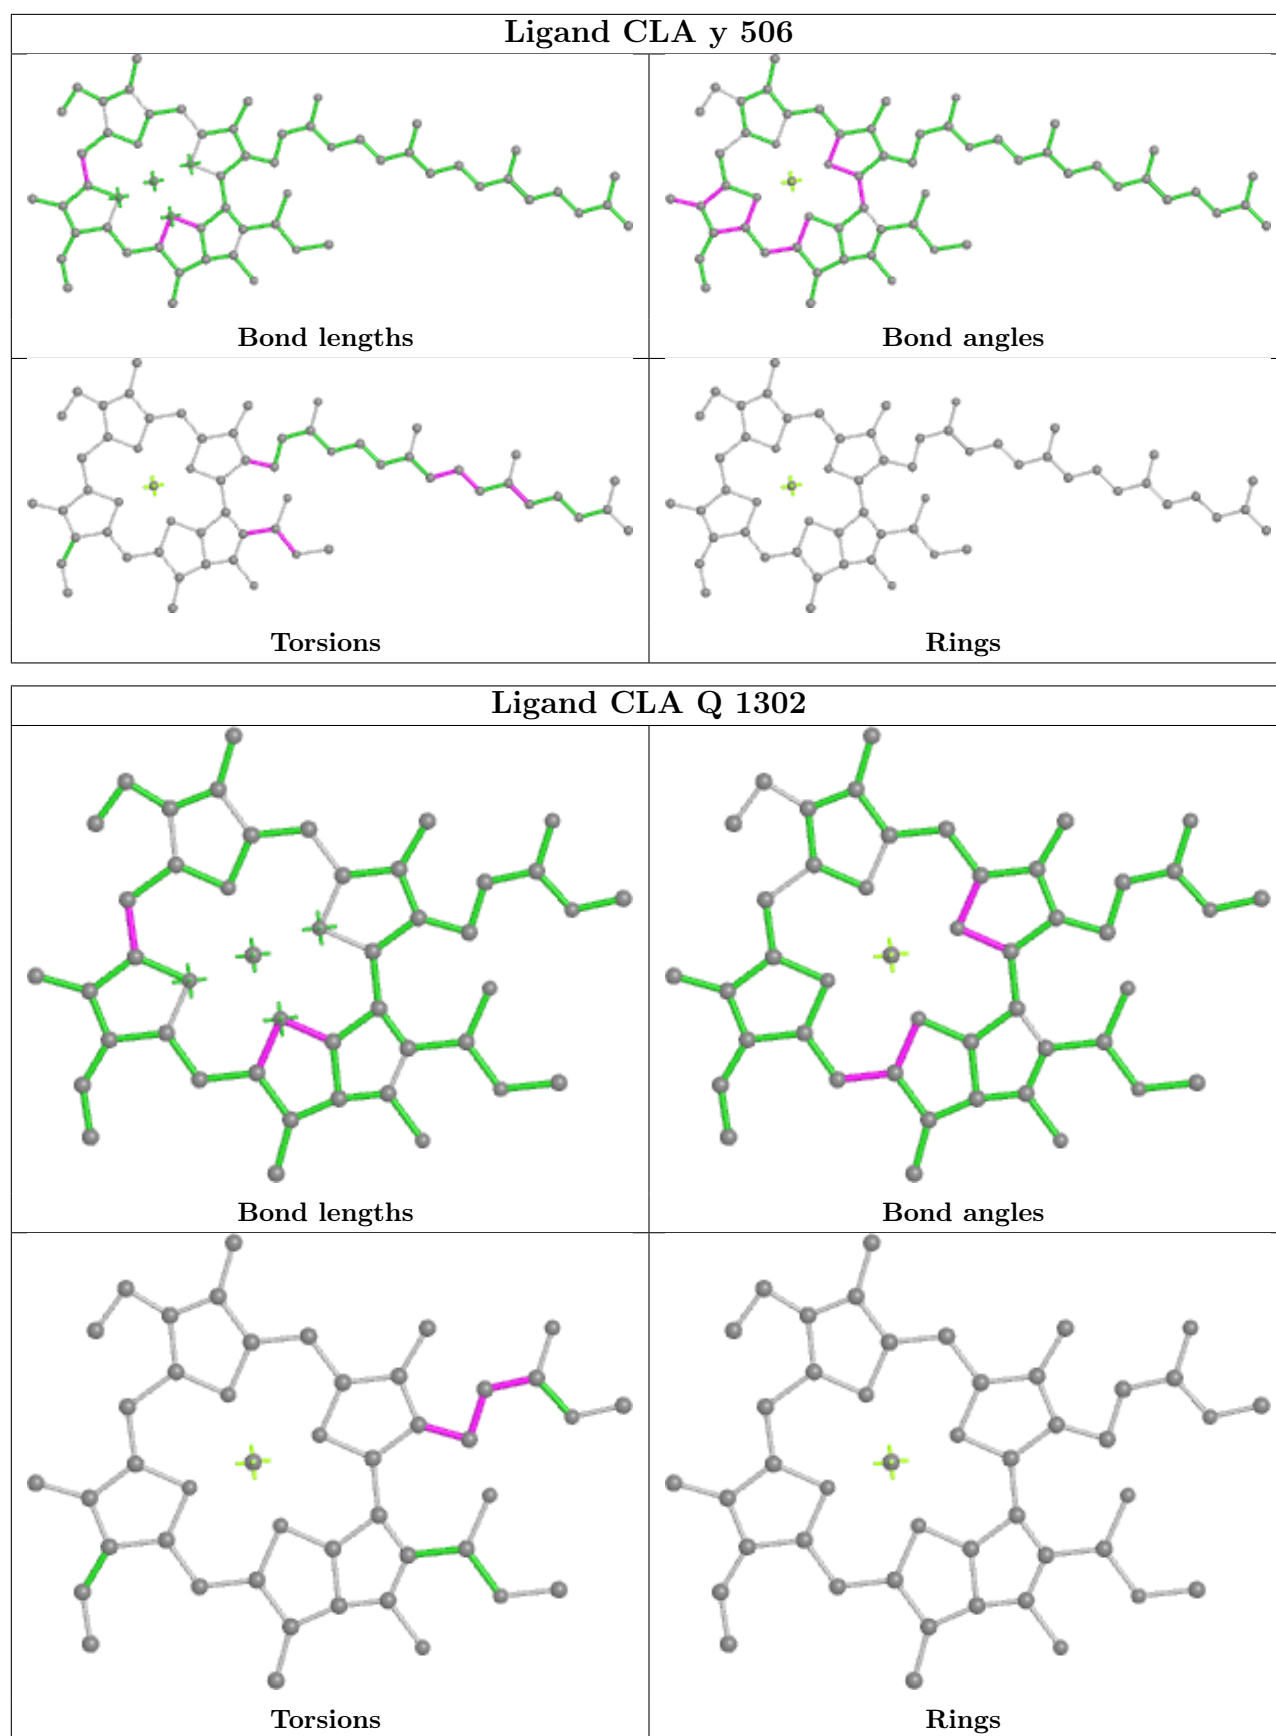 Ligand CLA y 506
Bond lengths
Bond angles
Torsions
Rings
Ligand CLA Q 1302
Bond lengths
Bond angles
Torsions
Rings